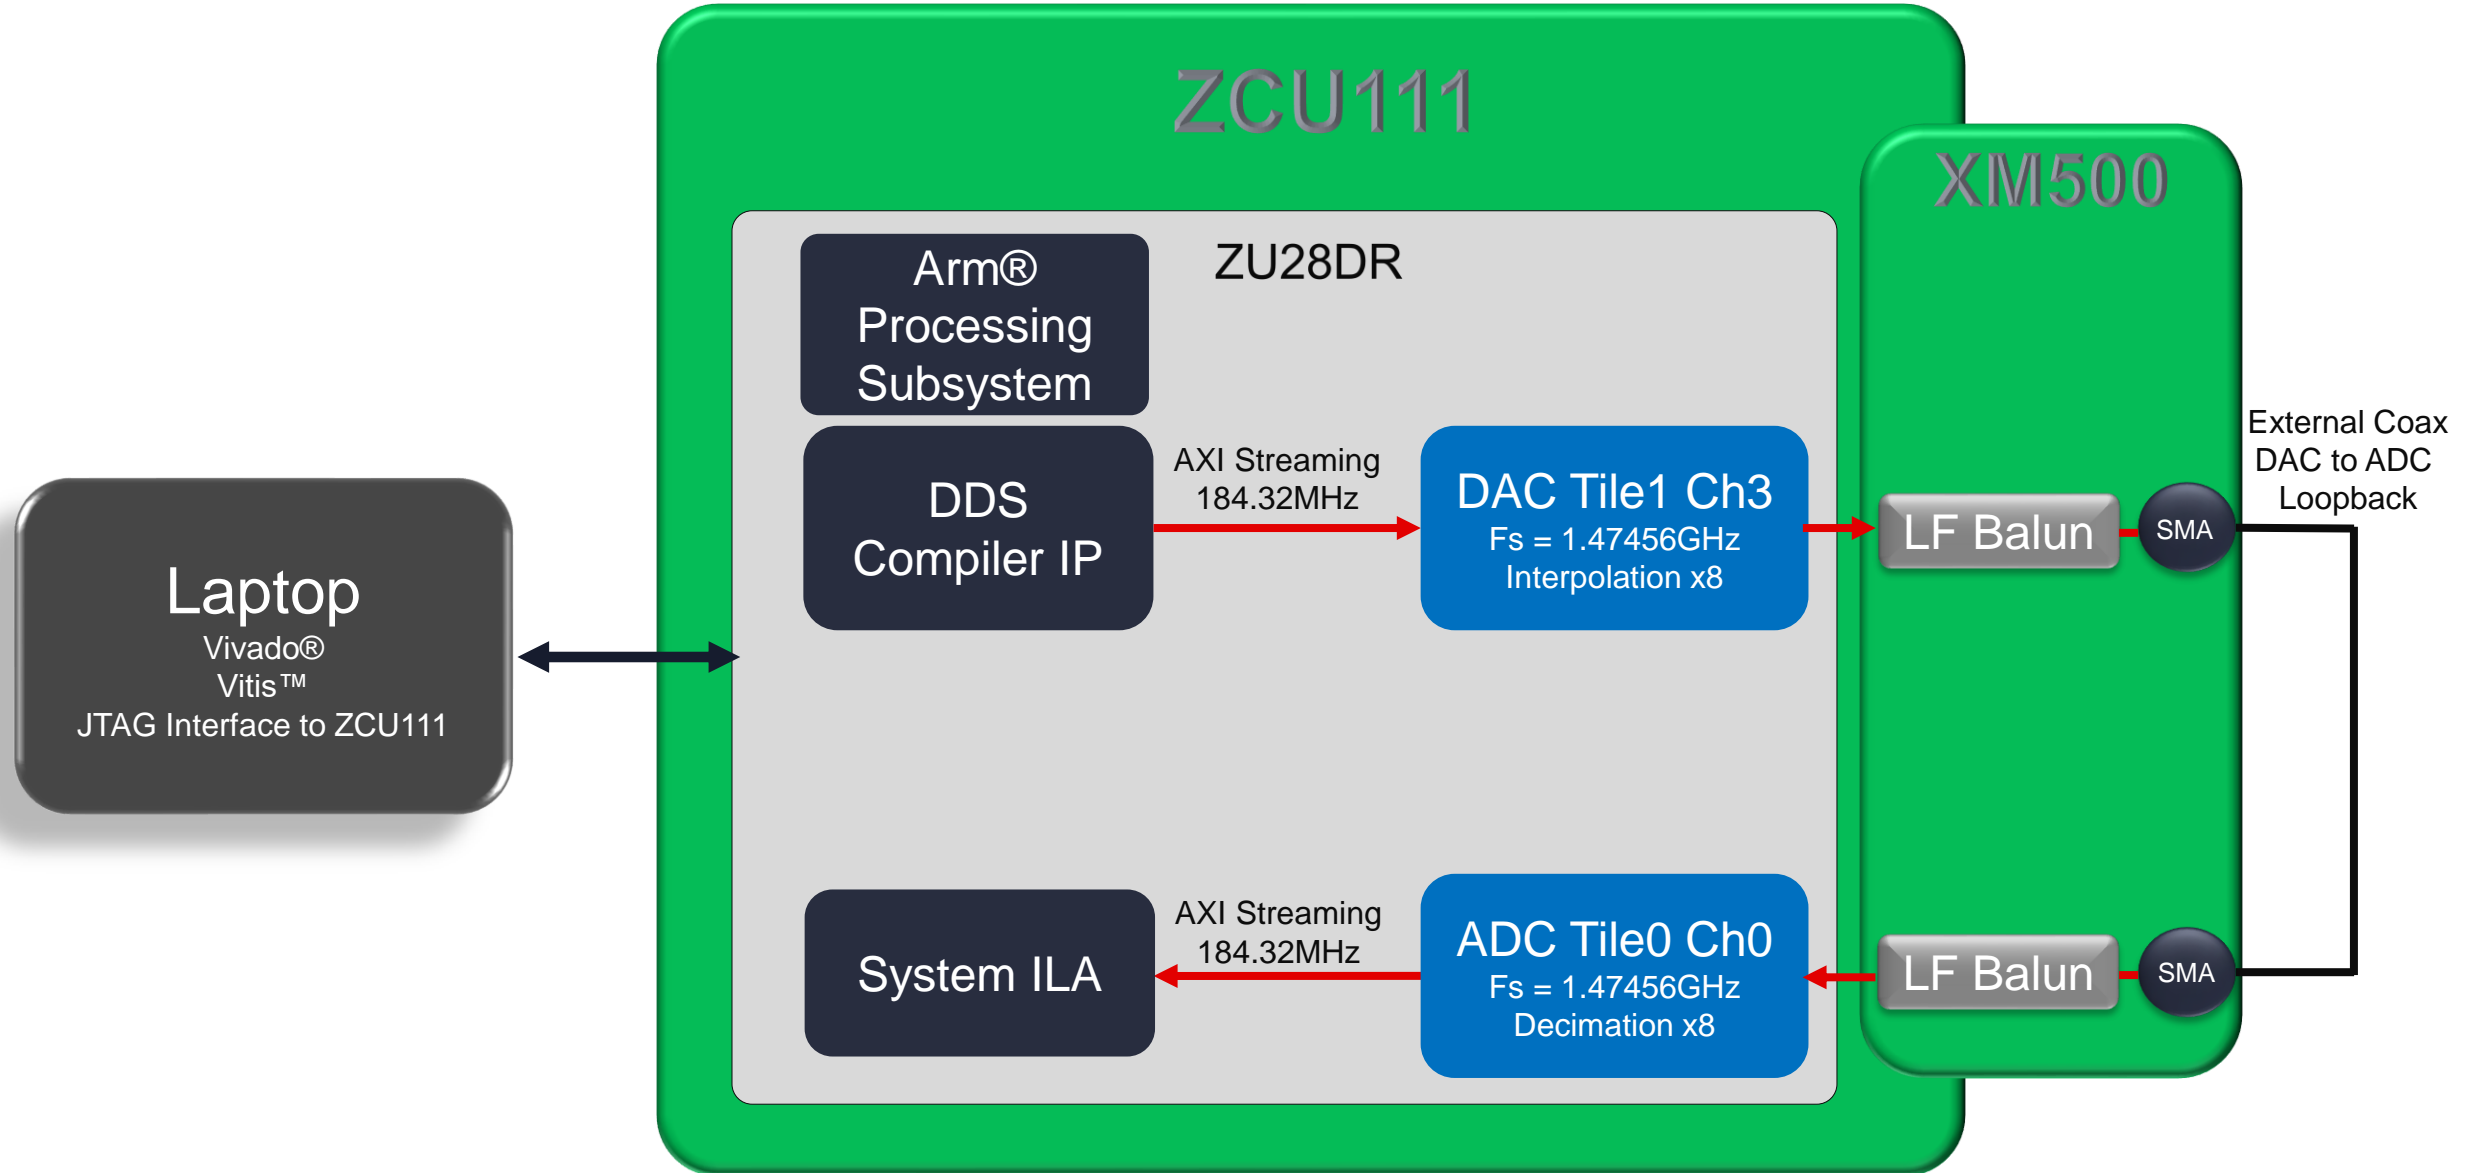 ZCU111
XM500
ZU28DR
Arm®
Processing
Subsystem
DDS
Compiler IP
AXI Streaming
184.32MHz
DAC Tile1 Ch3
Fs = 1.47456GHz
Interpolation x8
LF Balun
SMA
External Coax
DAC to ADC
Loopback
Laptop
Vivado®
Vitis™
JTAG Interface to ZCU111
System ILA
AXI Streaming
184.32MHz
ADC Tile0 Ch0
Fs = 1.47456GHz
Decimation x8
LF Balun
SMA